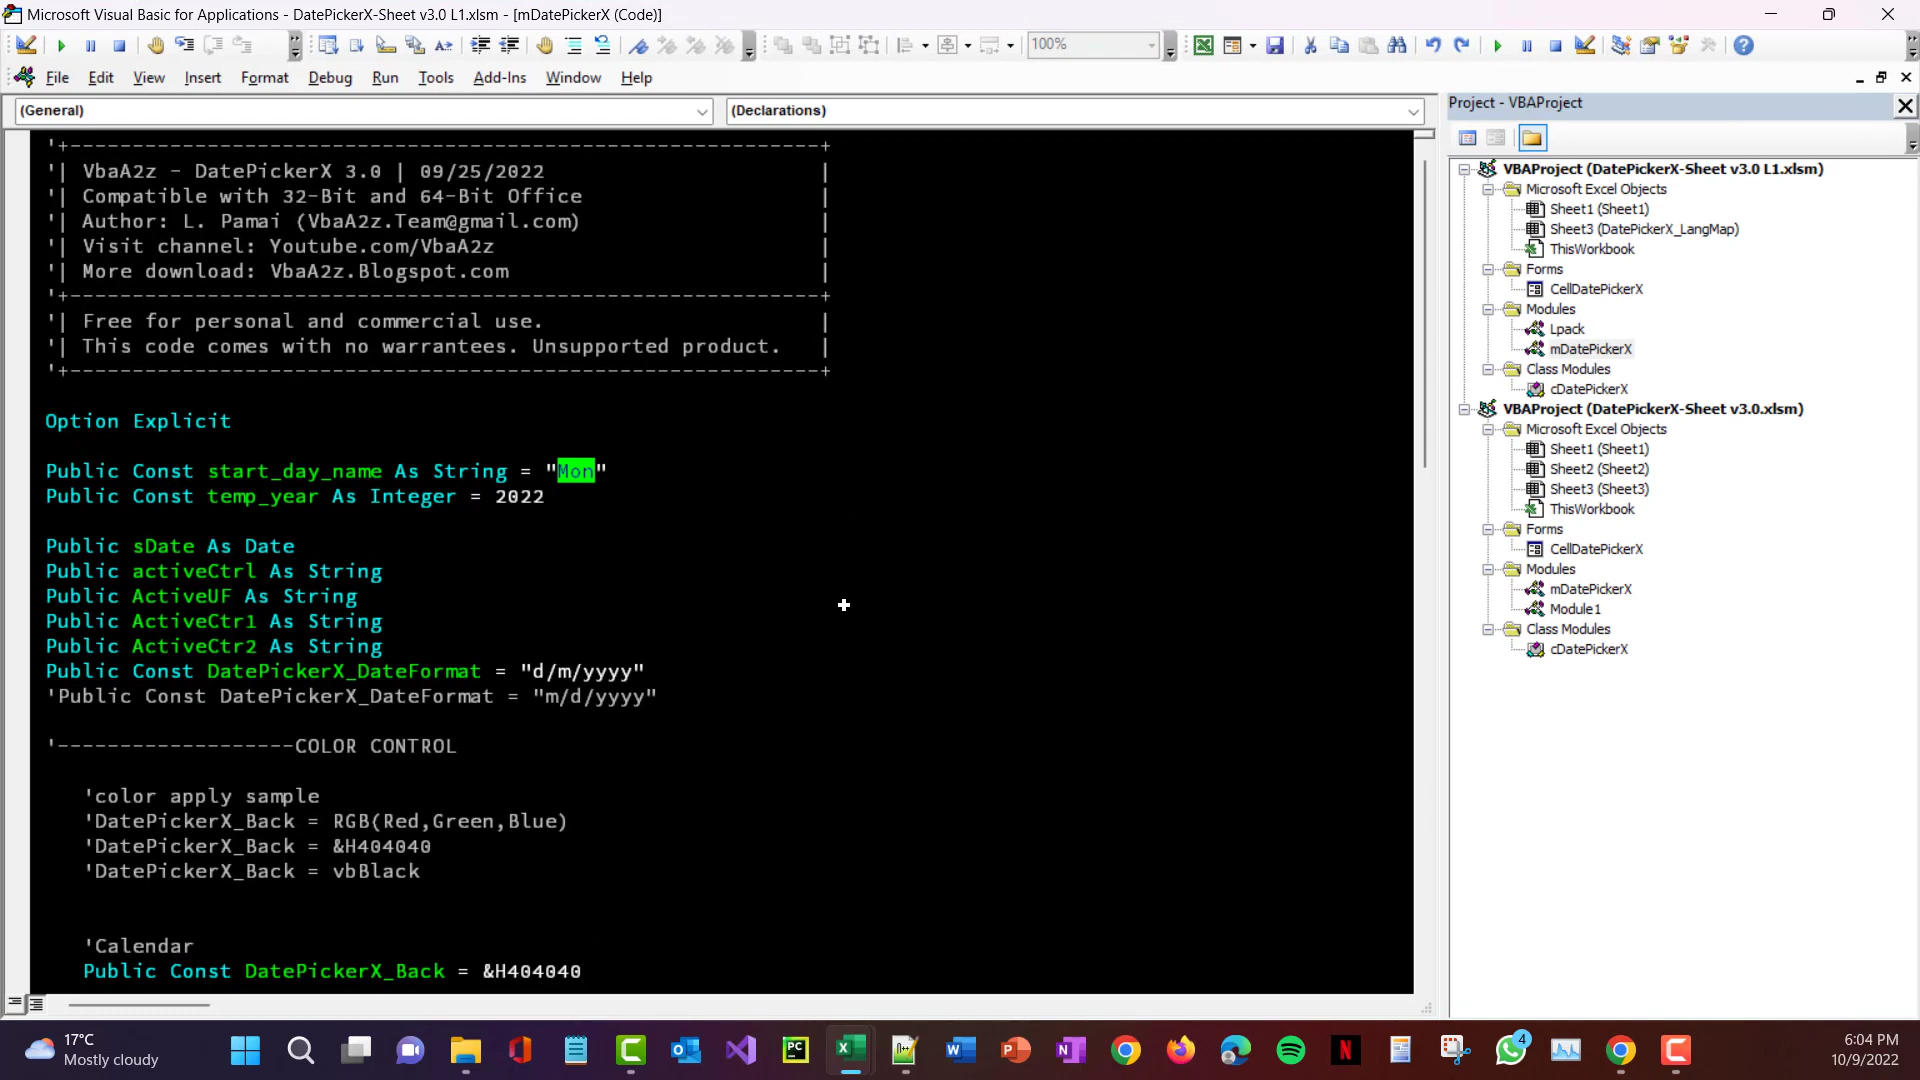 Microsoft Visual Basic for Applications - DatePickerX-Sheet v3.0 L1.xlsm - [mDatePickerX (Code)]
100%
File Edit View Insert Format Debug Run Tools Add-Ins Window Help
(General)
(Declarations)
'+------------------------------------------------------------+
'| VbaA2z - DatePickerX 3.0 | 09/25/2022 |
'| Compatible with 32-Bit and 64-Bit Office |
'| Author: L. Pamai (VbaA2z.Team@gmail.com) |
'| Visit channel: Youtube.com/VbaA2z |
'| More download: VbaA2z.Blogspot.com |
'+------------------------------------------------------------+
'| Free for personal and commercial use. |
'| This code comes with no warrantees. Unsupported product. |
'+------------------------------------------------------------+
Option Explicit
Public Const start_day_name As String = "Mon"
Public Const temp_year As Integer = 2022
Public sDate As Date
Public activeCtrl As String
Public ActiveUF As String
Public ActiveCtr1 As String
Public ActiveCtr2 As String
Public Const DatePickerX_DateFormat = "d/m/yyyy"
'Public Const DatePickerX_DateFormat = "m/d/yyyy"
'-------------------COLOR CONTROL
'color apply sample
'DatePickerX_Back = RGB(Red,Green,Blue)
'DatePickerX_Back = &H404040
'DatePickerX_Back = vbBlack
'Calendar
Public Const DatePickerX_Back = &H404040
Project - VBAProject
VBAProject (DatePickerX-Sheet v3.0 L1.xlsm)
Microsoft Excel Objects
Sheet1 (Sheet1)
Sheet3 (DatePickerX_LangMap)
ThisWorkbook
Forms
CellDatePickerX
Modules
Lpack
mDatePickerX
Class Modules
cDatePickerX
VBAProject (DatePickerX-Sheet v3.0.xlsm)
Microsoft Excel Objects
Sheet1 (Sheet1)
Sheet2 (Sheet2)
Sheet3 (Sheet3)
ThisWorkbook
Forms
CellDatePickerX
Modules
mDatePickerX
Module1
Class Modules
cDatePickerX
17°C
Mostly cloudy
4
6:04 PM
10/9/2022